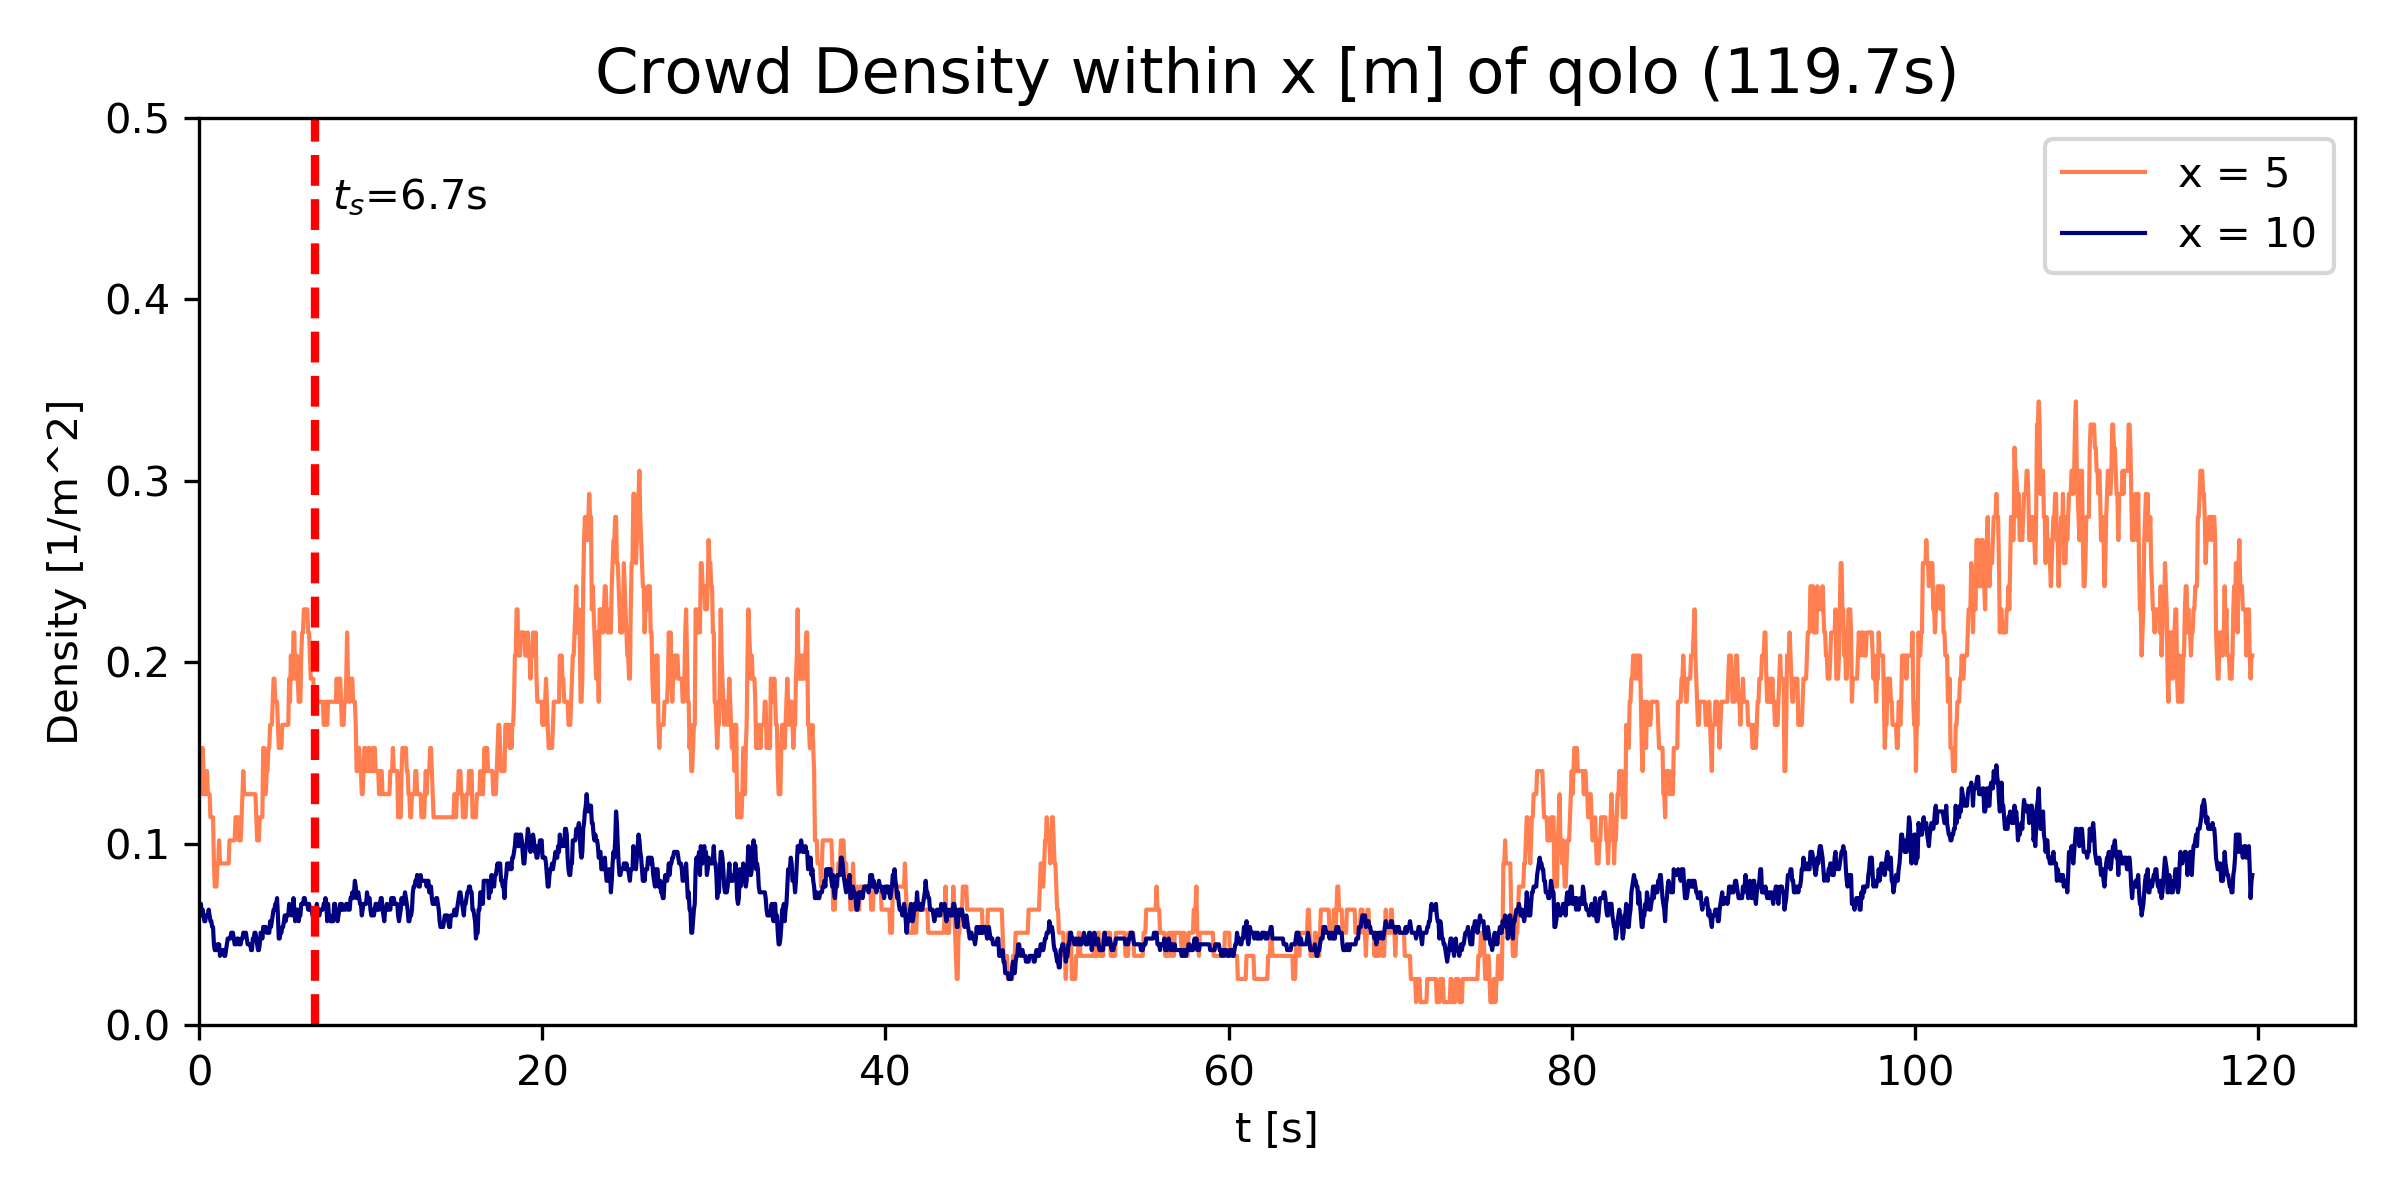 Crowd Density within x [m] of qolo (119.7s)
0.5
0.4
0.3
0.2
0.1
0.0
Density [1/m^2]
t_s=6.7s
x = 5
x = 10
0 20 40 60 80 100 120
t [s]